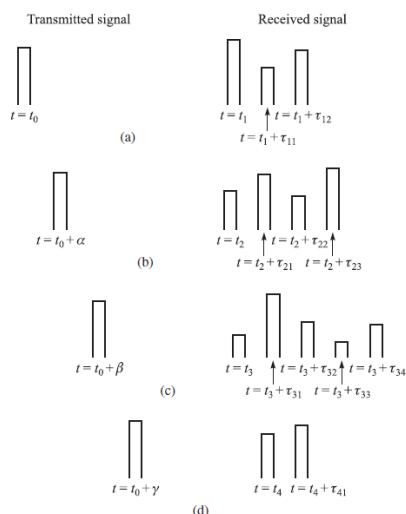 Transmitted signal Received signal
t = t₀ t = t₁ t = t₁ + τ₁₂
t = t₁ + τ₁₁
(a)
t = t₀ + α t = t₂ t = t₂ + τ₂₂
t = t₂ + τ₂₁ t = t₂ + τ₂₃
(b)
t = t₀ + β t = t₃ t = t₃ + τ₃₂ t = t₃ + τ₃₄
t = t₃ + τ₃₁ t = t₃ + τ₃₃
(c)
t = t₀ + γ t = t₄ t = t₄ + τ₄₁
(d)